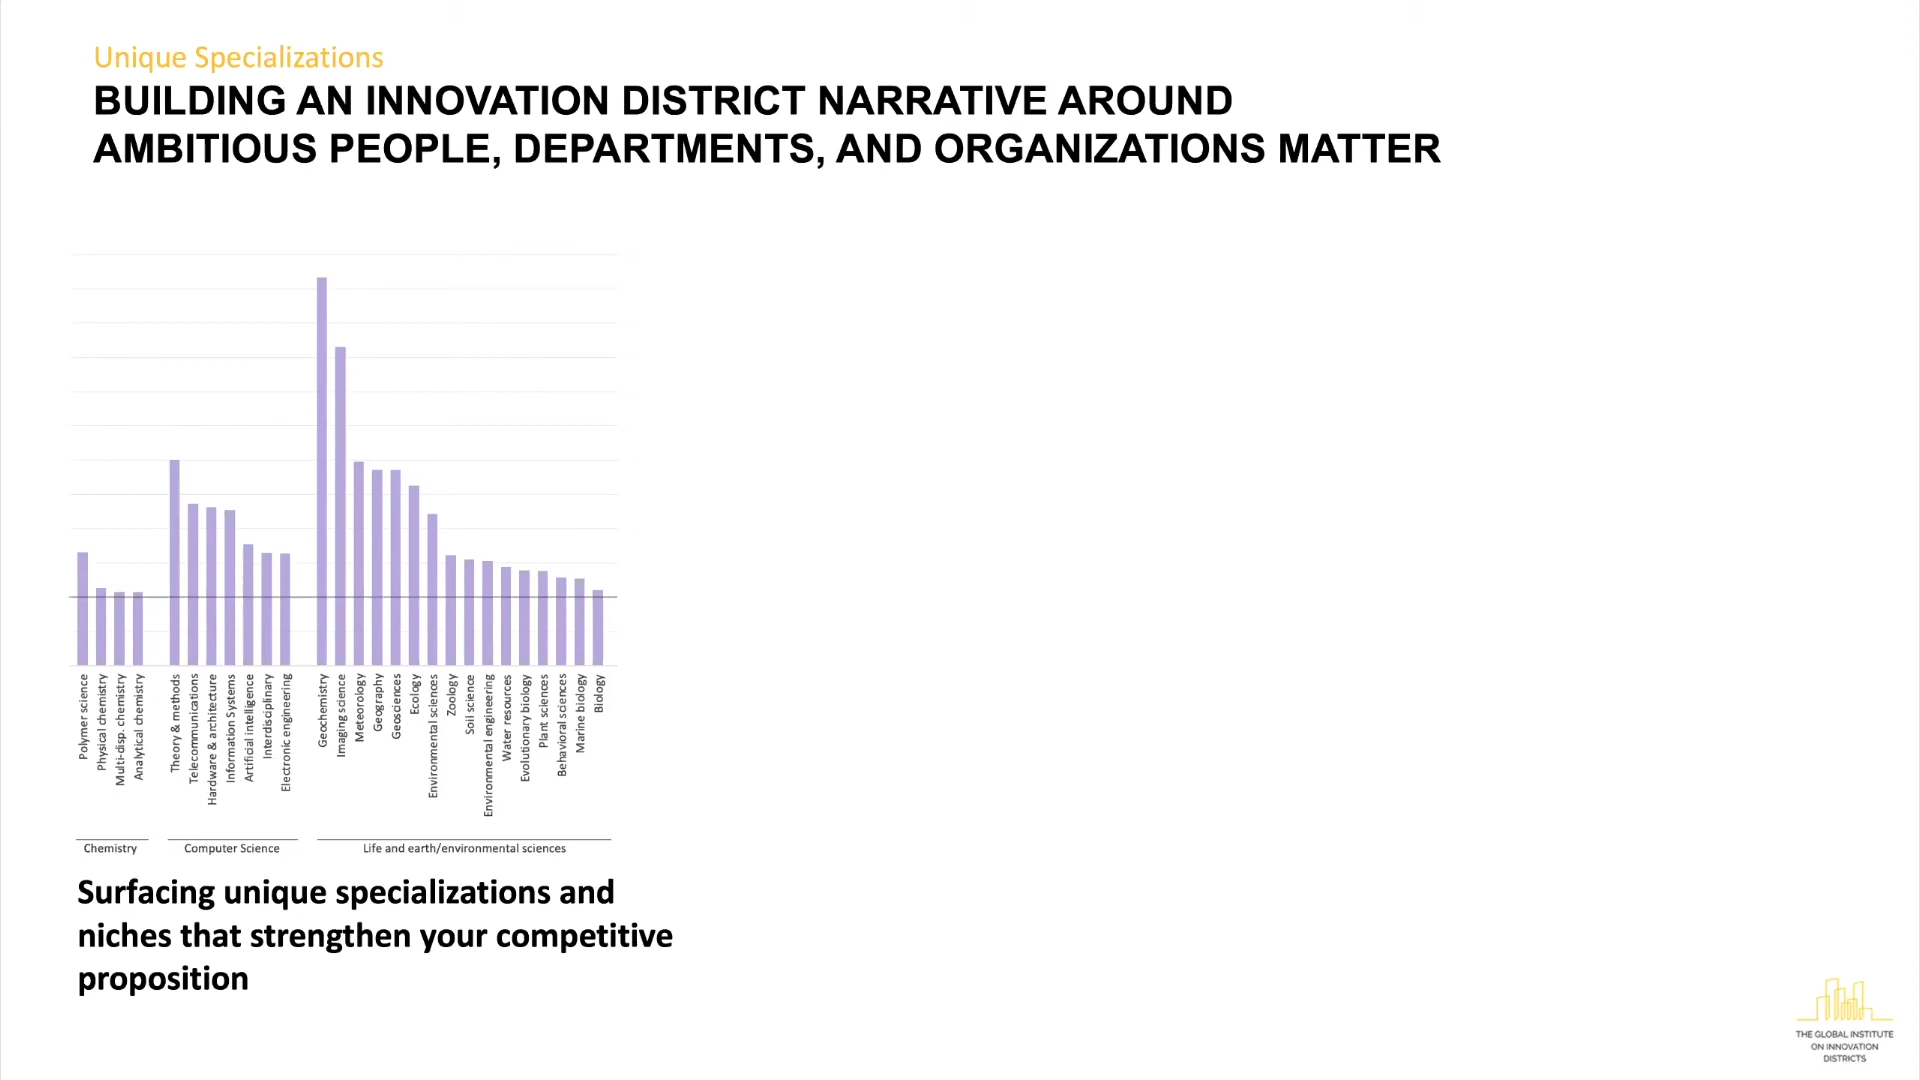 Unique Specializations
BUILDING AN INNOVATION DISTRICT NARRATIVE AROUND
AMBITIOUS PEOPLE, DEPARTMENTS, AND ORGANIZATIONS MATTER
Polymer science
Physical chemistry
Multi-disp. chemistry
Analytical chemistry
Theory & methods
Telecommunications
Hardware & architecture
Information Systems
Artificial intelligence
Interdisciplinary
Electronic engineering
Geochemistry
Imaging science
Meteorology
Geography
Geosciences
Ecology
Environmental sciences
Zoology
Soil science
Environmental engineering
Water resources
Evolutionary biology
Plant sciences
Behavioral sciences
Marine biology
Biology
Chemistry
Computer Science
Life and earth/environmental sciences
Surfacing unique specializations and
niches that strengthen your competitive
proposition
THE GLOBAL INSTITUTE
ON INNOVATION
DISTRICTS